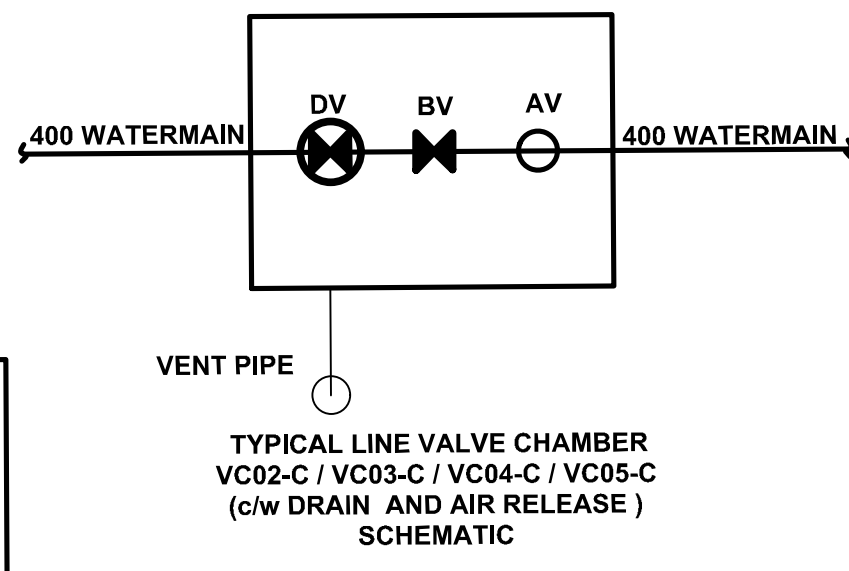 DV BV AV
400 WATERMAIN 400 WATERMAIN
VENT PIPE
TYPICAL LINE VALVE CHAMBER
VC02-C / VC03-C / VC04-C / VC05-C
(c/w DRAIN AND AIR RELEASE )
SCHEMATIC